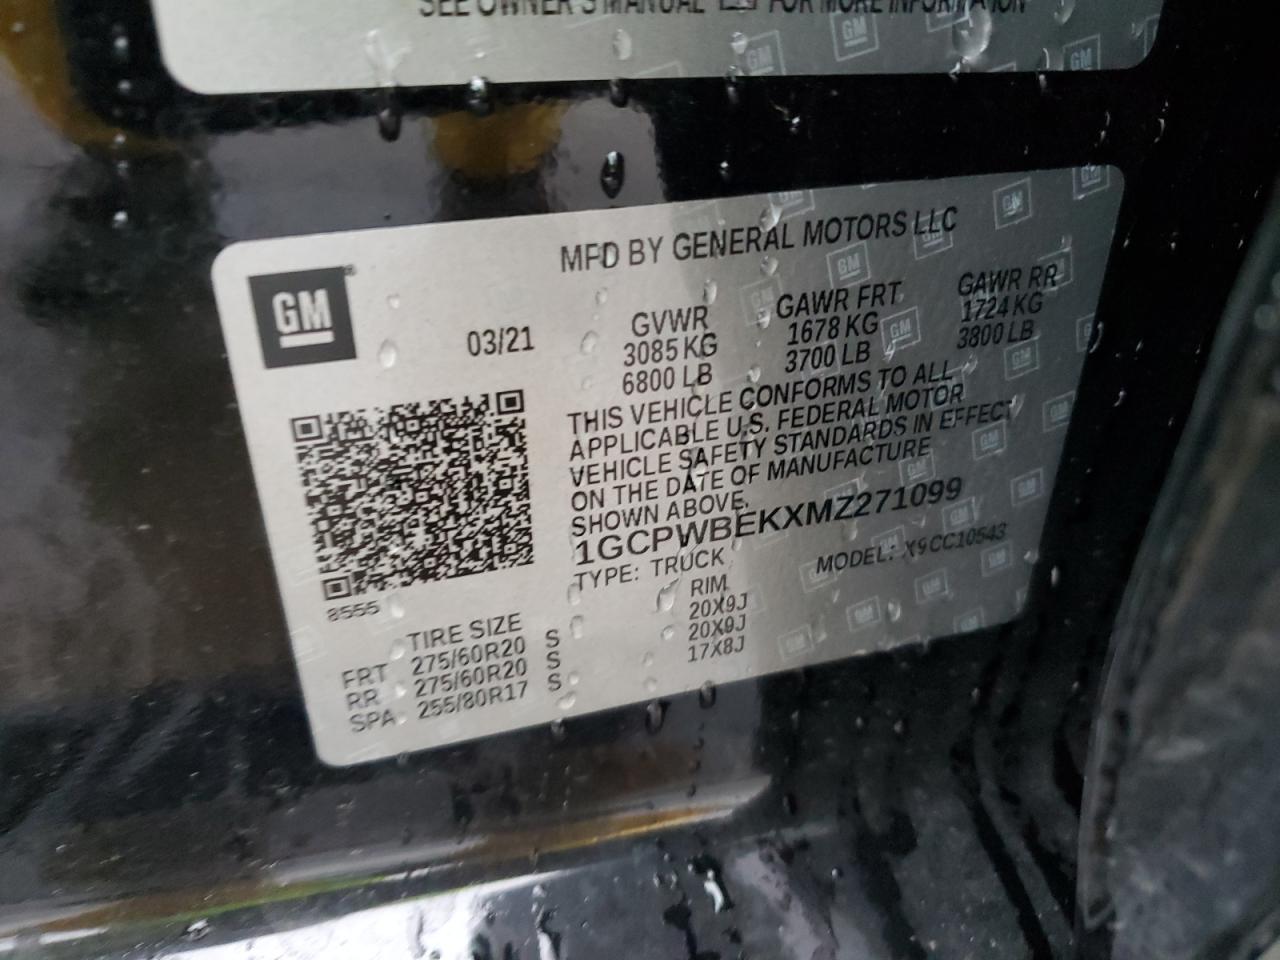 SEE OWNER'S MANUAL FOR MORE INFORMATION
MFD BY GENERAL MOTORS LLC
GM
03/21
GVWR
3085 KG
6800 LB
GAWR FRT
1678 KG
3700 LB
GAWR RR
1724 KG
3800 LB
THIS VEHICLE CONFORMS TO ALL
APPLICABLE U.S. FEDERAL MOTOR
VEHICLE SAFETY STANDARDS IN EFFECT
ON THE DATE OF MANUFACTURE
SHOWN ABOVE.
1GCPWBEKXMZ271099
TYPE: TRUCK
MODEL: X9CC10543
8555
TIRE SIZE RIM
FRT 275/60R20 S 20X9J
RR 275/60R20 S 20X9J
SPA 255/80R17 S 17X8J